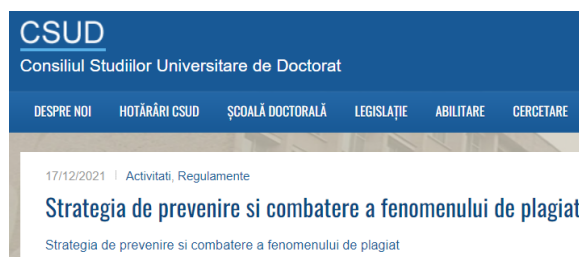 CSUD
Consiliul Studiilor Universitare de Doctorat
DESPRE NOI HOTĂRÂRI CSUD ȘCOALĂ DOCTORALĂ LEGISLAȚIE ABILITARE CERCETARE
17/12/2021 | Activitati, Regulamente
Strategia de prevenire si combatere a fenomenului de plagiat
Strategia de prevenire si combatere a fenomenului de plagiat